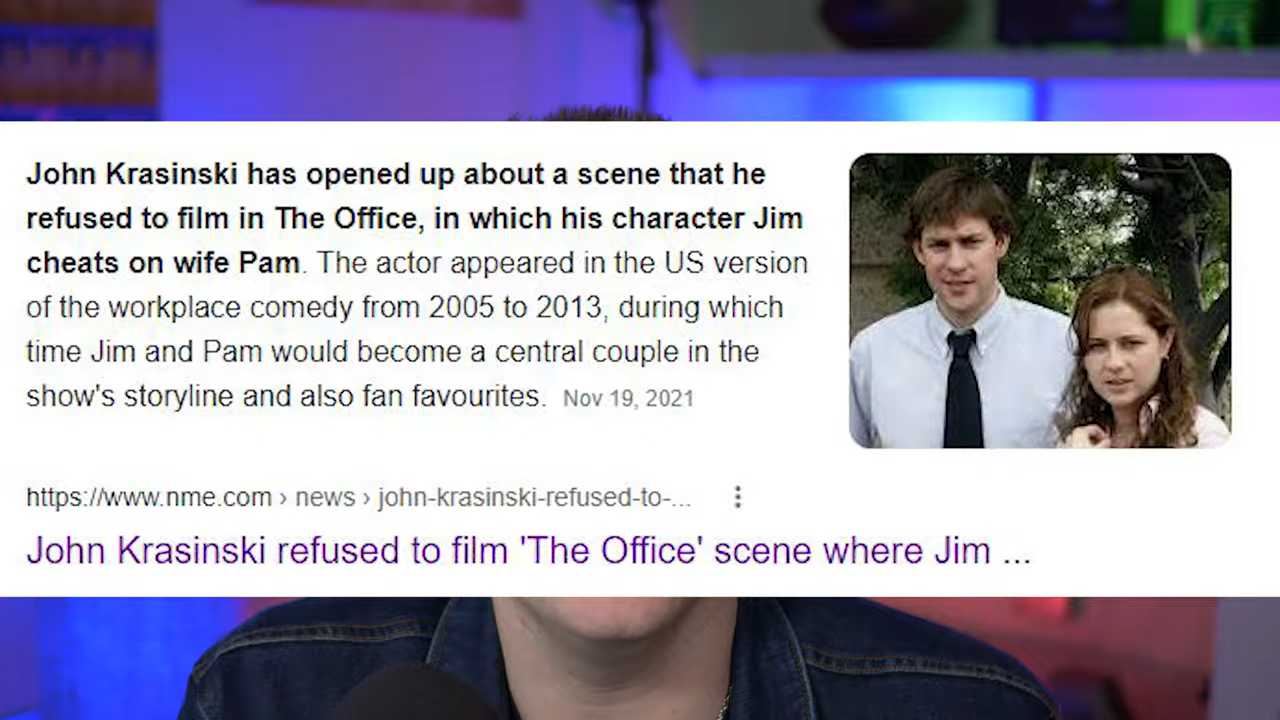 John Krasinski has opened up about a scene that he
refused to film in The Office, in which his character Jim
cheats on wife Pam. The actor appeared in the US version
of the workplace comedy from 2005 to 2013, during which
time Jim and Pam would become a central couple in the
show's storyline and also fan favourites. Nov 19, 2021
https://www.nme.com › news › john-krasinski-refused-to-...
John Krasinski refused to film 'The Office' scene where Jim ...